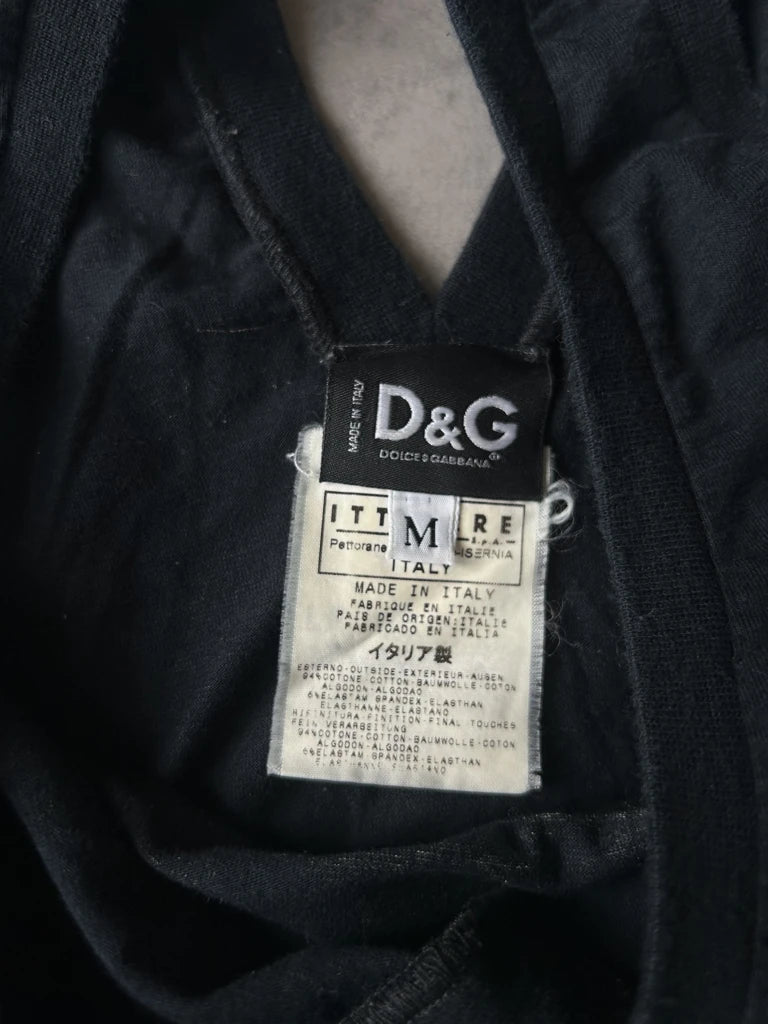 MADE IN ITALY
D&G
DOLCE&GABBANA
ITT RE
M
S.p.A.
Pettorane ISERNIA
ITALY
MADE IN ITALY
FABRIQUE EN ITALIE
PAIS DE ORIGEN:ITALIE
FABRICADO EN ITALIA
イタリア製
ESTERNO-OUTSIDE-EXTERIEUR-AUSEN
94%COTONE-COTTON-BAUMWOLLE-COTON
ALGODON-ALGODAO
6%ELASTAM SPANDEX-ELASTHAN
ELASTHANNE-ELASTANO
RIFINITURA-FINITION-FINAL TOUCHES
FEIN VERARBEITUNG
94%COTONE-COTTON-BAUMWOLLE-COTON
ALGODON-ALGODAO
6%ELASTAM SPANDEX-ELASTHAN